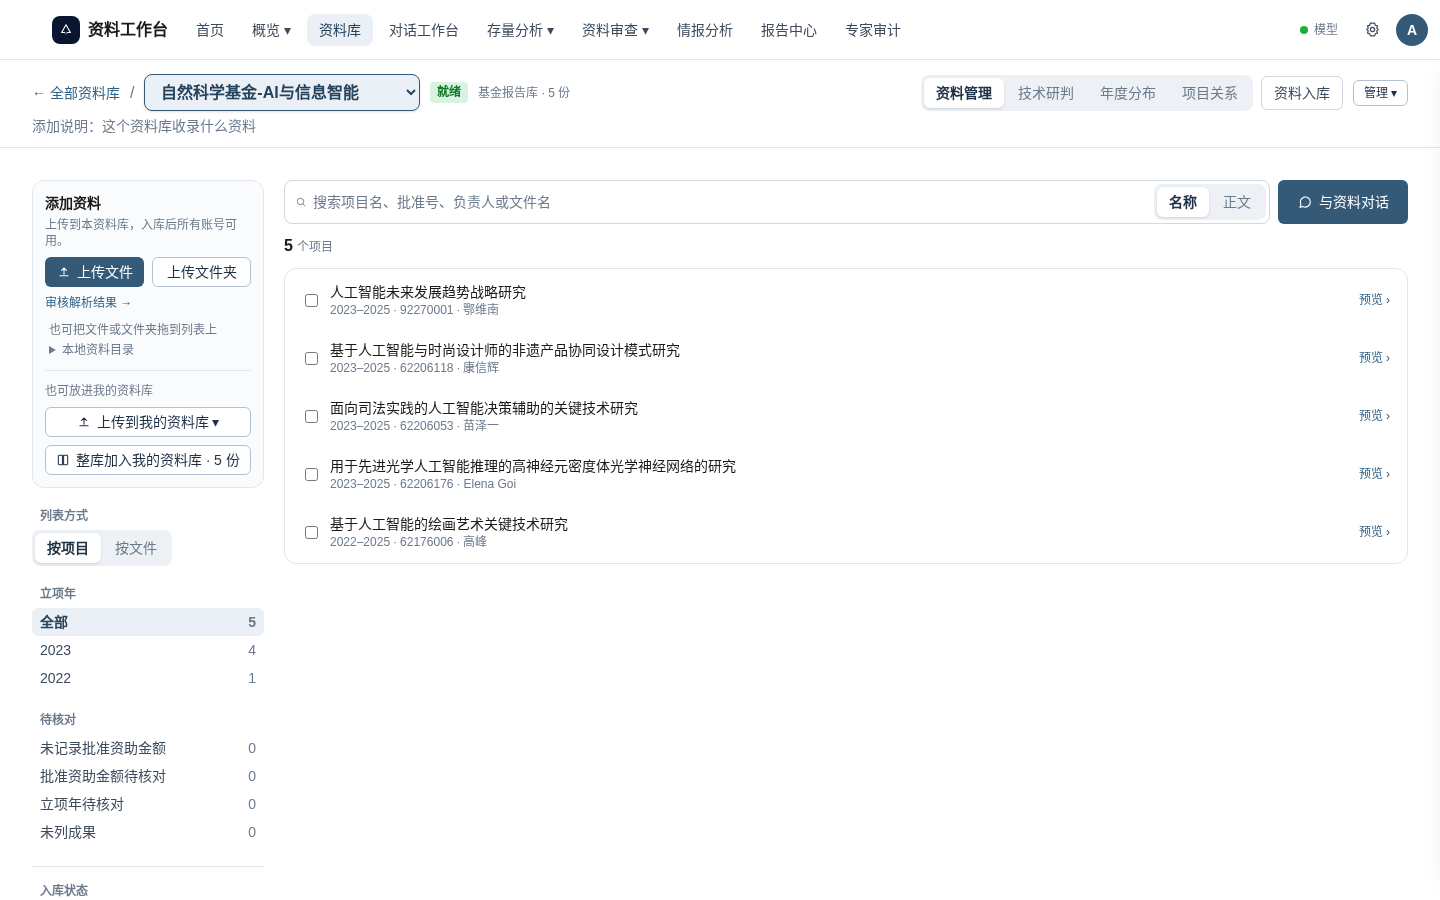 资料工作台 首页 概览 ▾ 资料库 对话工作台 存量分析 ▾ 资料审查 ▾ 情报分析 报告中心 专家审计 模型 A
← 全部资料库 / 自然科学基金-AI与信息智能 就绪 基金报告库 · 5 份 资料管理 技术研判 年度分布 项目关系 资料入库 管理 ▾
添加说明：这个资料库收录什么资料
添加资料
上传到本资料库，入库后所有账号可
用。
上传文件 上传文件夹
审核解析结果 →
也可把文件或文件夹拖到列表上
▶ 本地资料目录
也可放进我的资料库
上传到我的资料库 ▾
整库加入我的资料库 · 5 份
列表方式
按项目 按文件
立项年
全部 5
2023 4
2022 1
待核对
未记录批准资助金额 0
批准资助金额待核对 0
立项年待核对 0
未列成果 0
入库状态
搜索项目名、批准号、负责人或文件名 名称 正文 与资料对话
5 个项目
人工智能未来发展趋势战略研究
2023–2025 · 92270001 · 鄂维南 预览 ›
基于人工智能与时尚设计师的非遗产品协同设计模式研究
2023–2025 · 62206118 · 康信辉 预览 ›
面向司法实践的人工智能决策辅助的关键技术研究
2023–2025 · 62206053 · 苗泽一 预览 ›
用于先进光学人工智能推理的高神经元密度体光学神经网络的研究
2023–2025 · 62206176 · Elena Goi 预览 ›
基于人工智能的绘画艺术关键技术研究
2022–2025 · 62176006 · 高峰 预览 ›